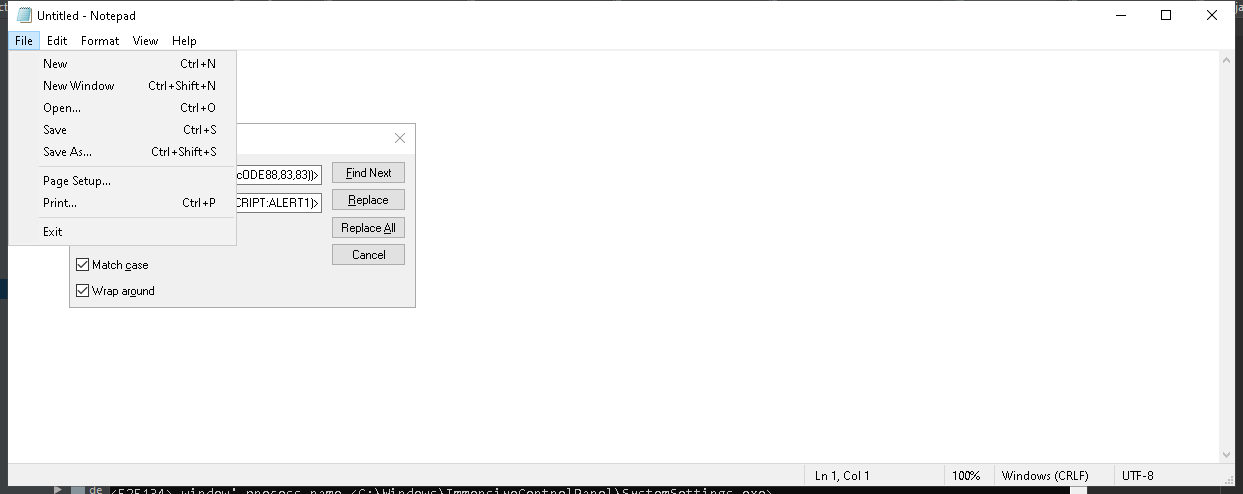 Untitled - Notepad
File Edit Format View Help
New Ctrl+N
New Window Ctrl+Shift+N
Open... Ctrl+O
Save Ctrl+S
Save As... Ctrl+Shift+S
Page Setup...
Print... Ctrl+P
Exit
cODE88,83,83))> Find Next
CRIPT:ALERT1)> Replace
Replace All
Cancel
Match case
Wrap around
Ln 1, Col 1 100% Windows (CRLF) UTF-8
de <525134> window' process name <C:\Windows\ImmersiveControlPanel\SystemSettings.exe>